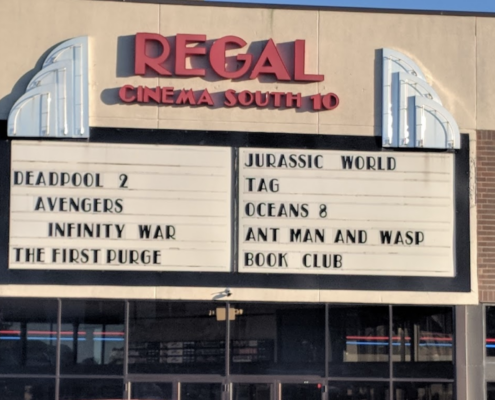 REGAL
CINEMA SOUTH 10
DEADPOOL 2
AVENGERS
INFINITY WAR
THE FIRST PURGE
JURASSIC WORLD
TAG
OCEANS 8
ANT MAN AND WASP
BOOK CLUB